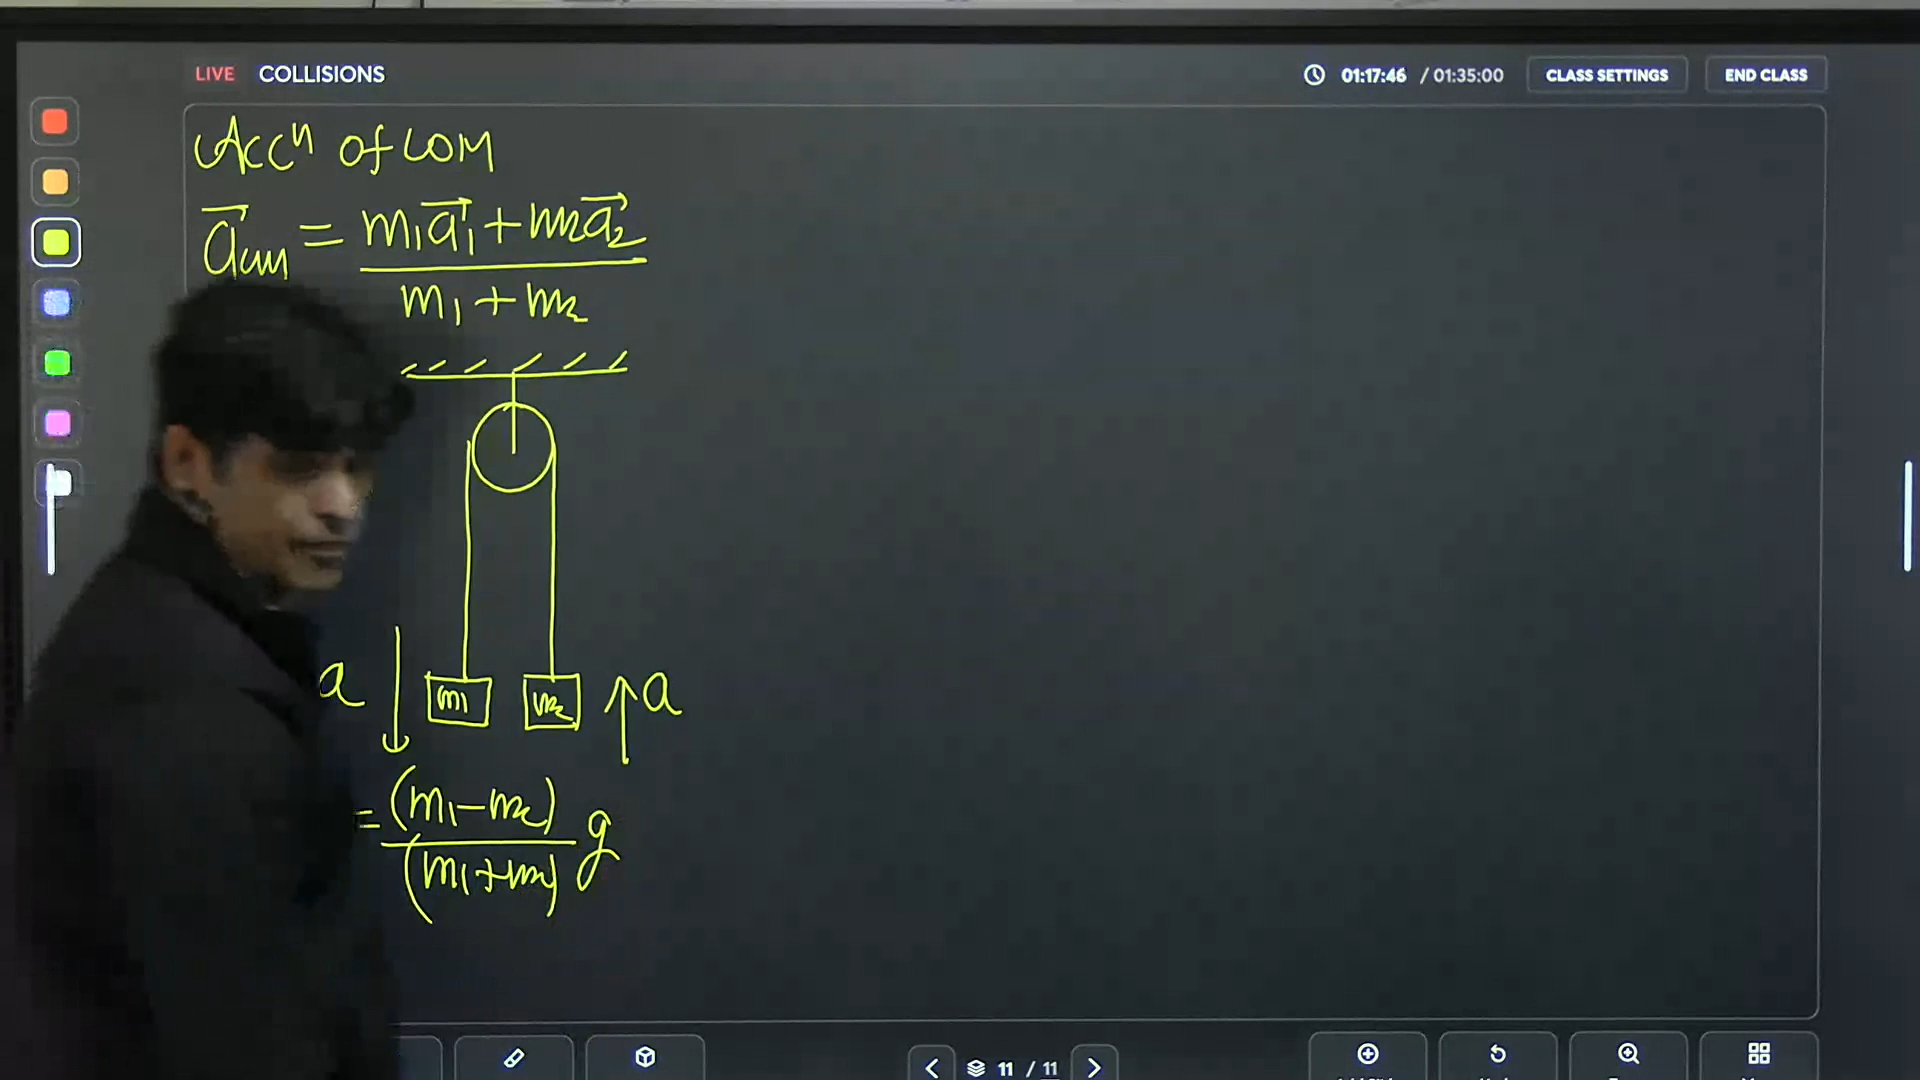 LIVE COLLISIONS 01:17:46 / 01:35:00 CLASS SETTINGS END CLASS
Accⁿ of COM
a⃗cm = m₁a⃗₁ + m₂a⃗₂
m₁ + m₂
a m₁ m₂ a
= (m₁ - m₂) g
(m₁ + m₂)
11 / 11